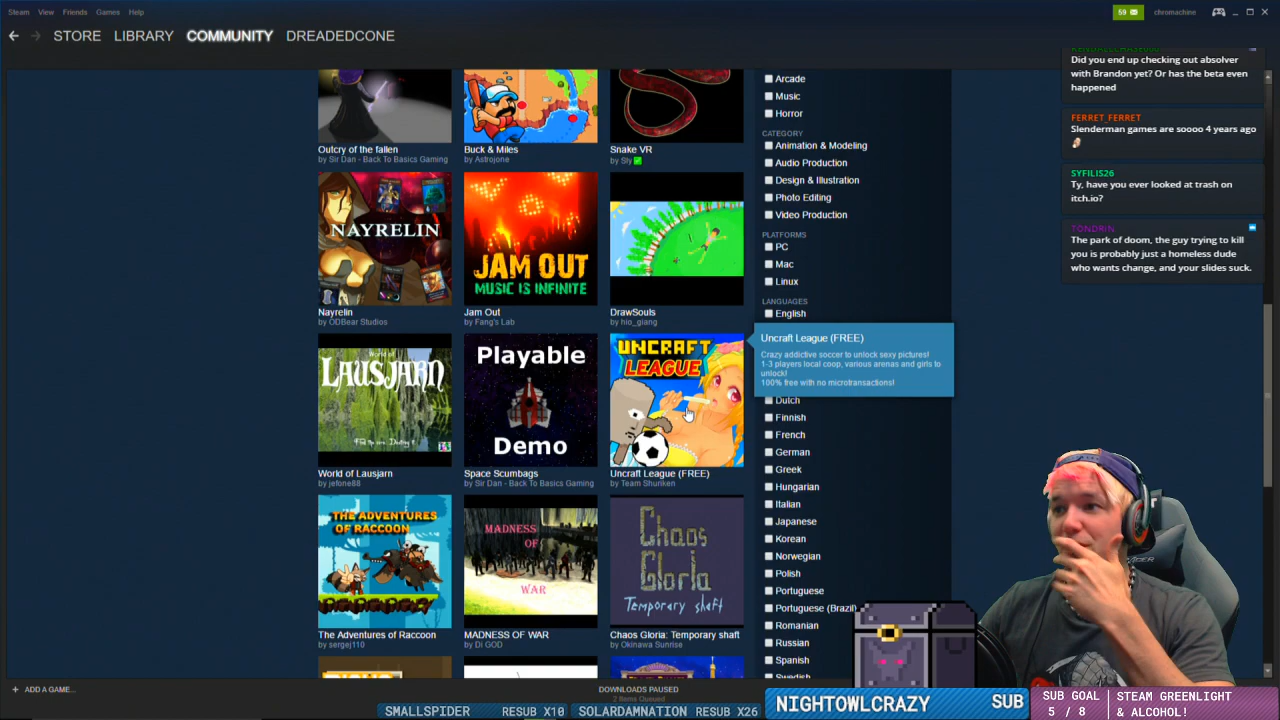 Steam View Friends Games Help
59
chromachine
STORE LIBRARY COMMUNITY DREADEDCONE
Outcry of the fallen
by Sir Dan - Back To Basics Gaming
Buck & Miles
by Astrojone
Snake VR
by Sly
NAYRELIN
JAM OUT
MUSIC IS INFINITE
Nayrelin
by ODBear Studios
Jam Out
by Fang's Lab
DrawSouls
by hio_giang
World of
LAUSJARN
Playable
Demo
UNCRAFT
LEAGUE
World of Lausjarn
by jefone88
Space Scumbags
by Sir Dan - Back To Basics Gaming
Uncraft League (FREE)
by Team Shuriken
THE ADVENTURES
OF RACCOON
MADNESS
OF
WAR
Chaos
Gloria
Temporary shaft
The Adventures of Raccoon
by sergej110
MADNESS OF WAR
by Di GOD
Chaos Gloria: Temporary shaft
by Okinawa Sunrise
Arcade
Music
Horror
CATEGORY
Animation & Modeling
Audio Production
Design & Illustration
Photo Editing
Video Production
PLATFORMS
PC
Mac
Linux
LANGUAGES
English
Uncraft League (FREE)
Crazy addictive soccer to unlock sexy pictures!
1-3 players local coop, various arenas and girls to
unlock!
100% free with no microtransactions!
Dutch
Finnish
French
German
Greek
Hungarian
Italian
Japanese
Korean
Norwegian
Polish
Portuguese
Portuguese (Brazil)
Romanian
Russian
Spanish
Swedish
Did you end up checking out absolver
with Brandon yet? Or has the beta even
happened
FERRET_FERRET
Slenderman games are soooo 4 years ago
SYFILIS26
Ty, have you ever looked at trash on
itch.io?
TONDRIN
The park of doom, the guy trying to kill
you is probably just a homeless dude
who wants change, and your slides suck.
+ ADD A GAME...
DOWNLOADS PAUSED
2 Items Queued
SMALLSPIDER RESUB X10
SOLARDAMNATION RESUB X26
NIGHTOWLCRAZY SUB
SUB GOAL
5 / 8
STEAM GREENLIGHT
& ALCOHOL!